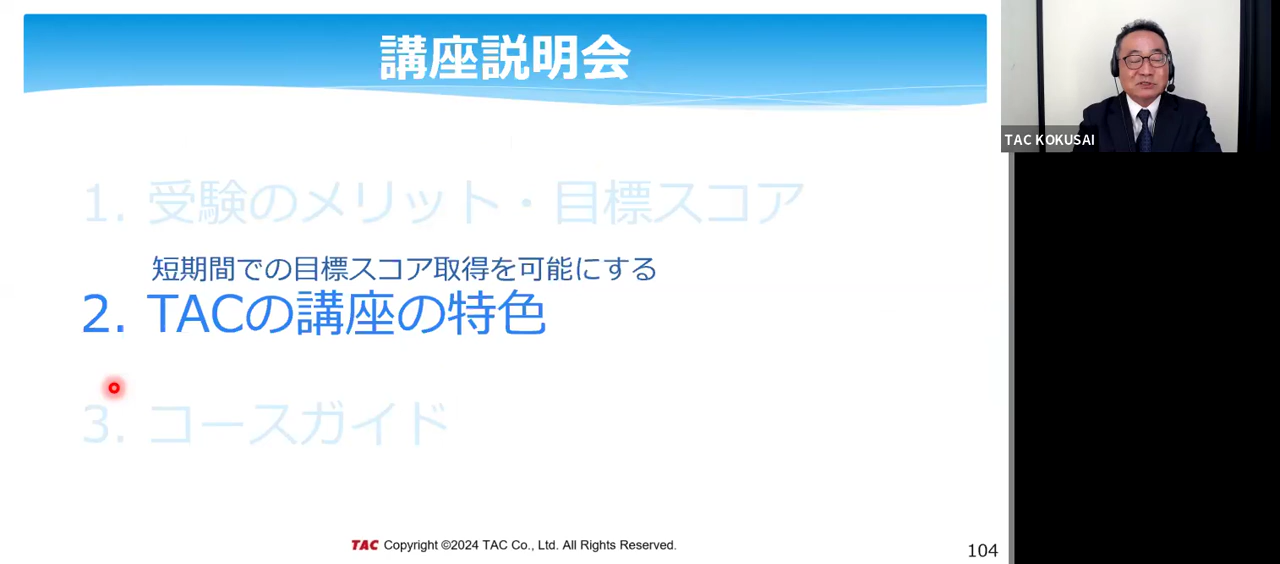 講座説明会
TAC KOKUSAI
1. 受験のメリット・目標スコア
短期間での目標スコア取得を可能にする
2. TACの講座の特色
3. コースガイド
TAC Copyright ©2024 TAC Co., Ltd. All Rights Reserved.
104